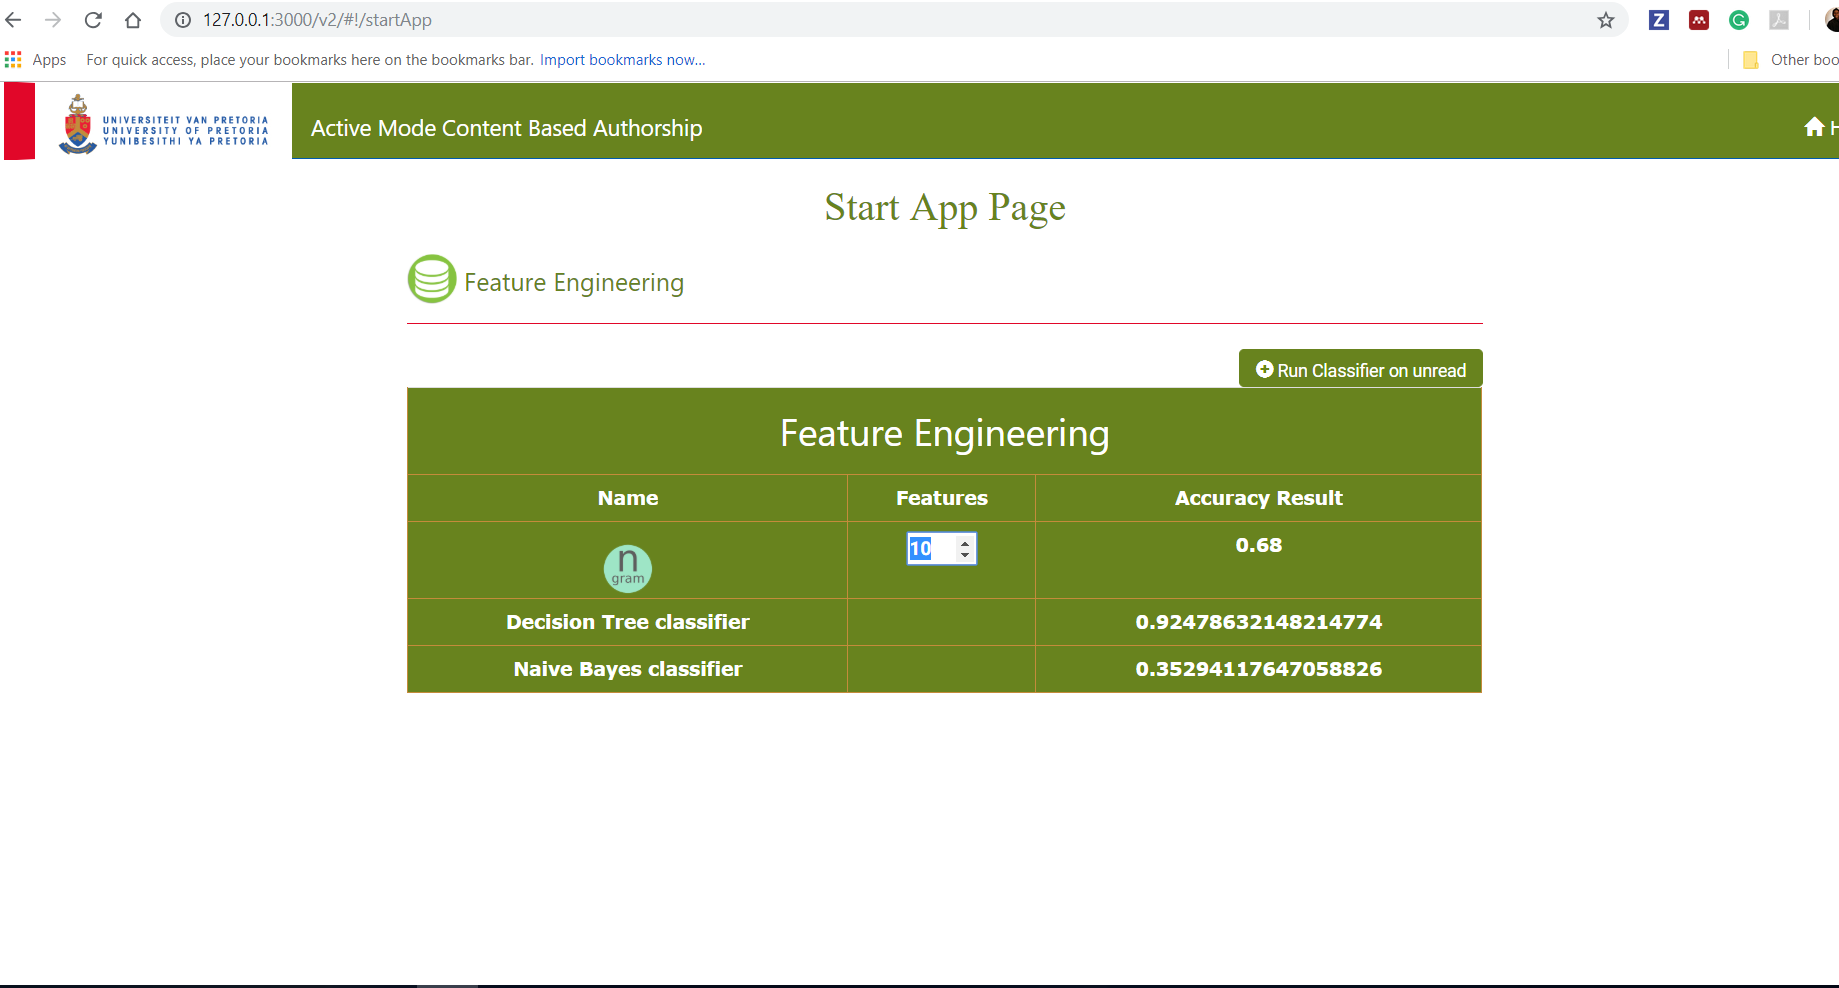 127.0.0.1:3000/v2/#!/startApp
Apps For quick access, place your bookmarks here on the bookmarks bar. Import bookmarks now... Other boo
UNIVERSITEIT VAN PRETORIA
UNIVERSITY OF PRETORIA
YUNIBESITHI YA PRETORIA
Active Mode Content Based Authorship
H
Start App Page
Feature Engineering
Run Classifier on unread
Feature Engineering
Name Features Accuracy Result
n
gram
10 0.68
Decision Tree classifier 0.92478632148214774
Naive Bayes classifier 0.35294117647058826